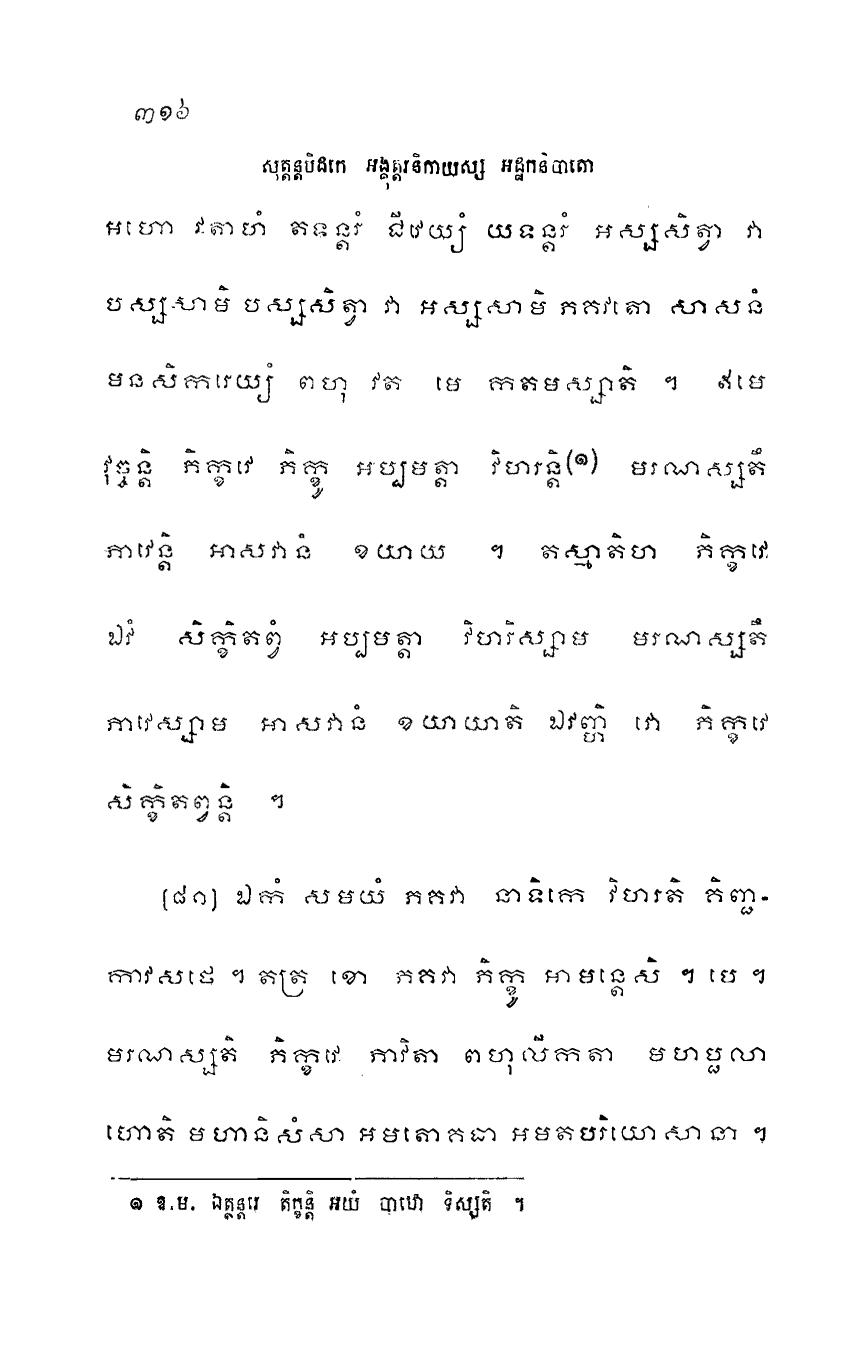 ៣១៦
សុត្តន្តបិដកេ អង្គុត្តរនិកាយស្ស អដ្ឋកនិបាតោ
អហោ វតាហំ តទន្តរំ ជីវេយ្យំ យទន្តរំ អស្សសិត្វា វា
បស្សសាមិ បស្សសិត្វា វា អស្សសាមិ ភគវតោ សាសនំ
មនសិករេយ្យំ ពហុ វត មេ កតមស្សាតិ ។ ឥមេ
វុច្ចន្តិ ភិក្ខវេ ភិក្ខូ អប្បមត្តា វិហរន្តិ(១) មរណស្សតឹ
ភាវេន្តិ អាសវានំ ខយាយ ។ តស្មាតិហ ភិក្ខវេ
ឯវំ សិក្ខិតព្វំ អប្បមត្តា វិហរិស្សាម មរណស្សតឹ
ភាវេស្សាម អាសវានំ ខយាយាតិ ឯវញ្ហិ វោ ភិក្ខវេ
សិក្ខិតព្វន្តិ ។
[៨០] ឯកំ សមយំ ភគវា នាទិកេ វិហរតិ គិញ្ជ-
កាវសថេ ។ តត្រ ខោ ភគវា ភិក្ខូ អាមន្តេសិ ។ បេ ។
មរណស្សតិ ភិក្ខវេ ភាវិតា ពហុលីកតា មហប្ផលា
ហោតិ មហានិសំសា អមតោគធា អមតបរិយោសានា ។
១ ឱ.ម. ឯត្ថន្តរេ តិក្ខន្តិ អយំ បាឋោ ទិស្សតិ ។